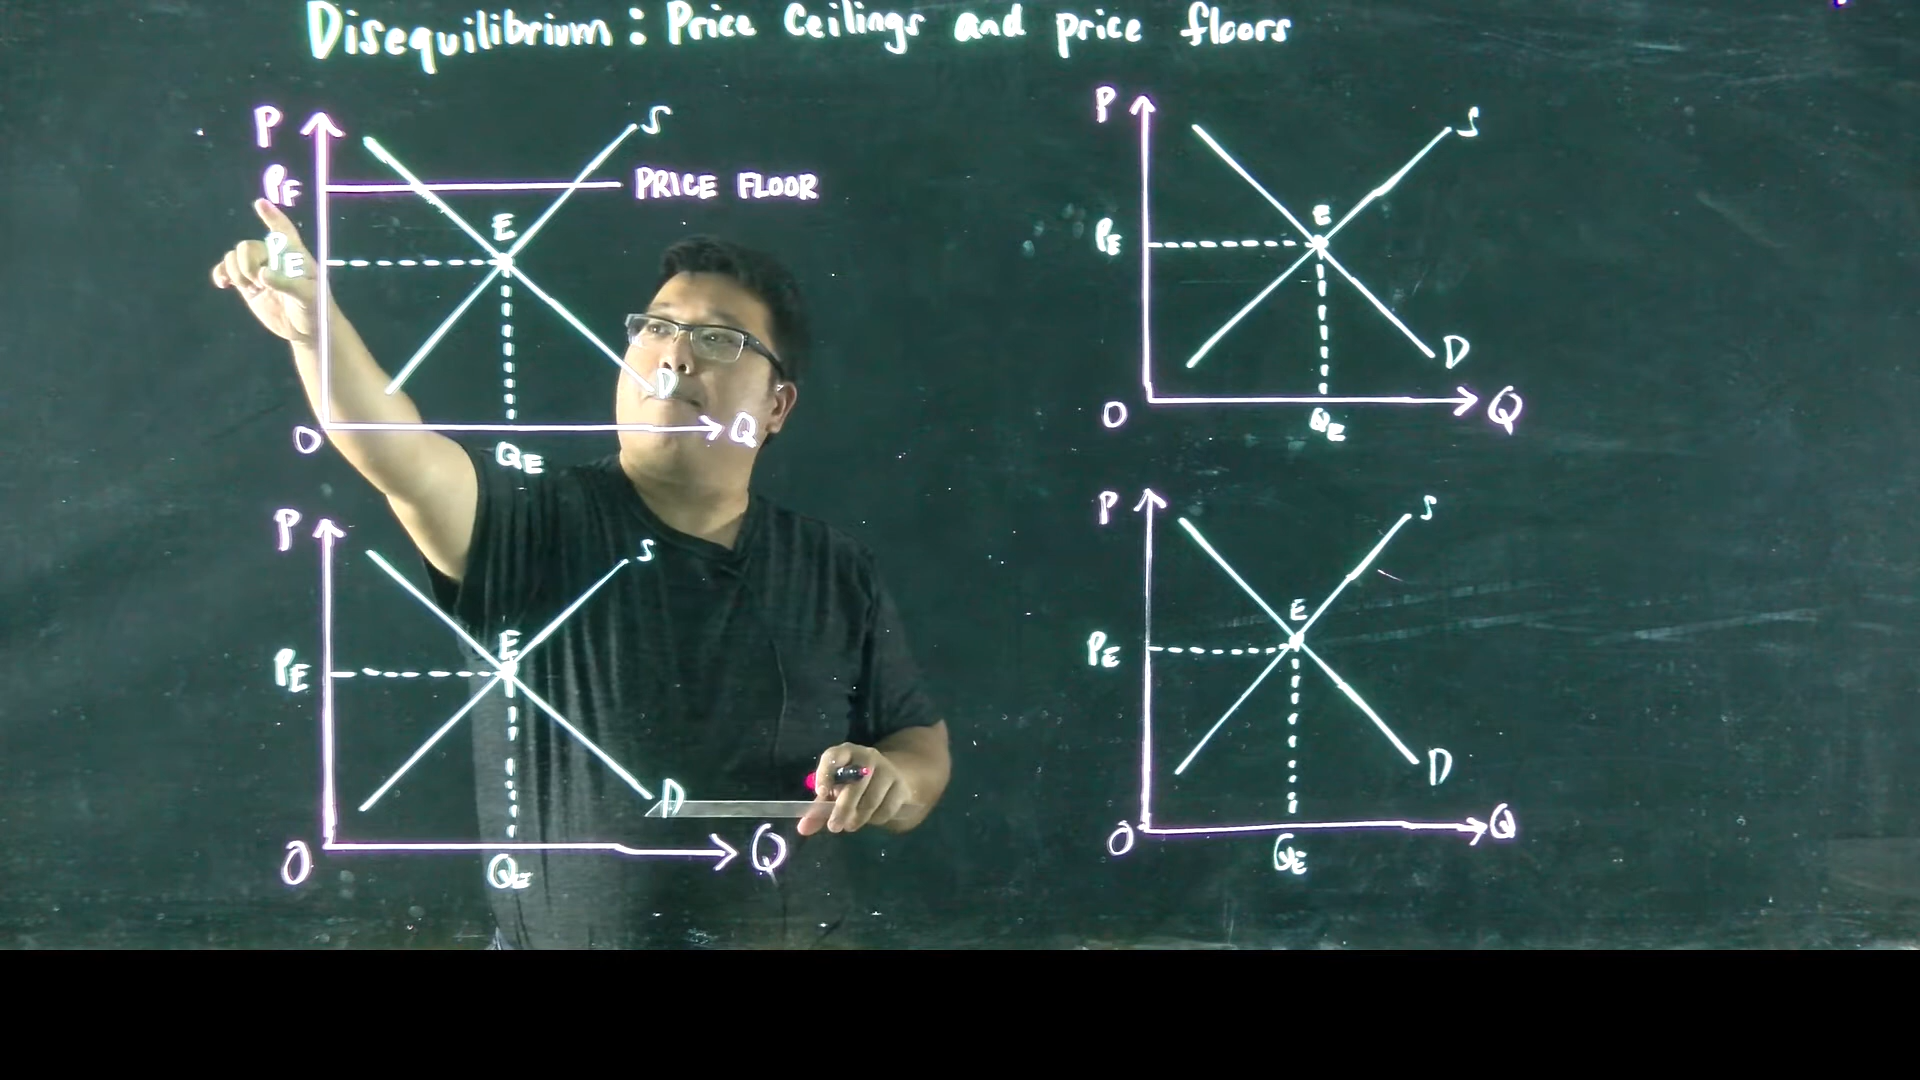 Disequilibrium : Price Ceilings and price floors
P
S
PF
PRICE FLOOR
E
PE
D
O
Q
QE
P
S
E
PE
D
O
Q
QE
P
S
E
PE
D
O
Q
QE
P
S
E
PE
D
O
Q
QE